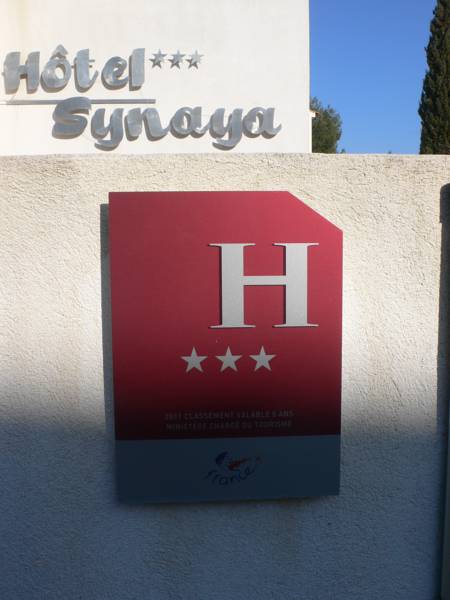 Hôtel ***
Synaya
H
***
2011 CLASSEMENT VALABLE 5 ANS
MINISTÈRE CHARGÉ DU TOURISME
France